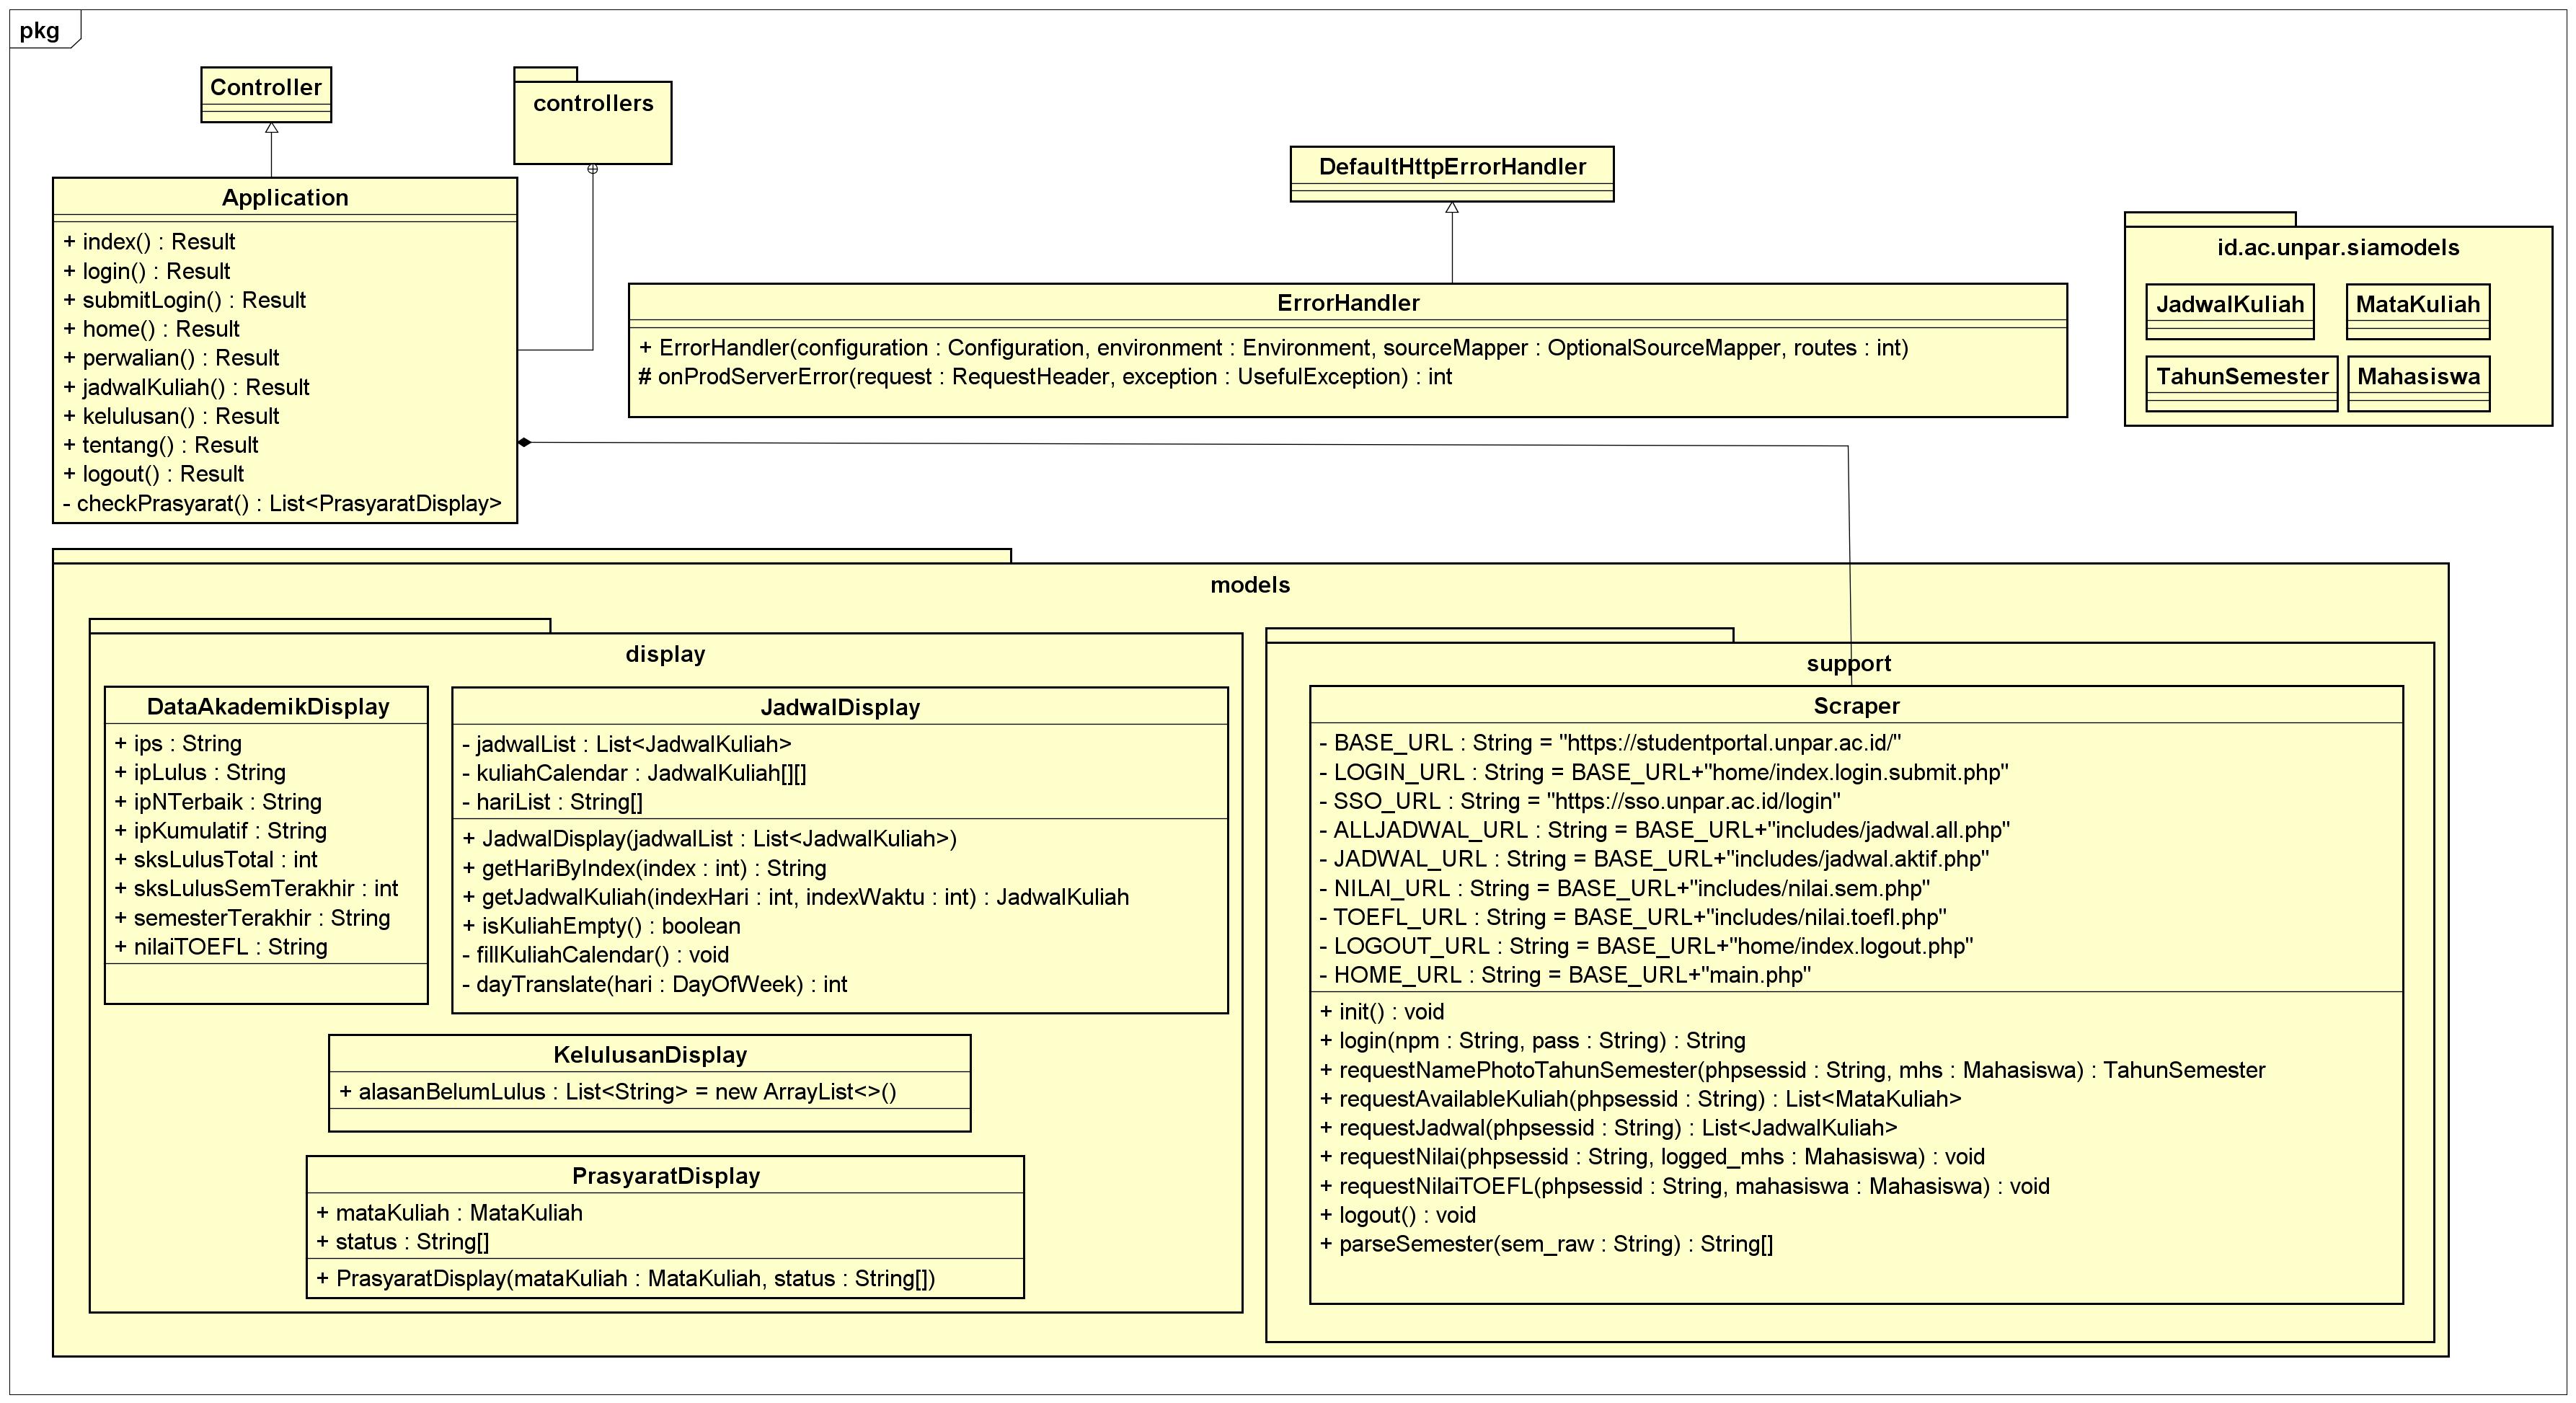 pkg
Controller
controllers
Application
+ index() : Result
+ login() : Result
+ submitLogin() : Result
+ home() : Result
+ perwalian() : Result
+ jadwalKuliah() : Result
+ kelulusan() : Result
+ tentang() : Result
+ logout() : Result
- checkPrasyarat() : List<PrasyaratDisplay>
DefaultHttpErrorHandler
ErrorHandler
+ ErrorHandler(configuration : Configuration, environment : Environment, sourceMapper : OptionalSourceMapper, routes : int)
# onProdServerError(request : RequestHeader, exception : UsefulException) : int
id.ac.unpar.siamodels
JadwalKuliah
MataKuliah
TahunSemester
Mahasiswa
models
display
DataAkademikDisplay
+ ips : String
+ ipLulus : String
+ ipNTerbaik : String
+ ipKumulatif : String
+ sksLulusTotal : int
+ sksLulusSemTerakhir : int
+ semesterTerakhir : String
+ nilaiTOEFL : String
JadwalDisplay
- jadwalList : List<JadwalKuliah>
- kuliahCalendar : JadwalKuliah[][]
- hariList : String[]
+ JadwalDisplay(jadwalList : List<JadwalKuliah>)
+ getHariByIndex(index : int) : String
+ getJadwalKuliah(indexHari : int, indexWaktu : int) : JadwalKuliah
+ isKuliahEmpty() : boolean
- fillKuliahCalendar() : void
- dayTranslate(hari : DayOfWeek) : int
KelulusanDisplay
+ alasanBelumLulus : List<String> = new ArrayList<>()
PrasyaratDisplay
+ mataKuliah : MataKuliah
+ status : String[]
+ PrasyaratDisplay(mataKuliah : MataKuliah, status : String[])
support
Scraper
- BASE_URL : String = "https://studentportal.unpar.ac.id/"
- LOGIN_URL : String = BASE_URL+"home/index.login.submit.php"
- SSO_URL : String = "https://sso.unpar.ac.id/login"
- ALLJADWAL_URL : String = BASE_URL+"includes/jadwal.all.php"
- JADWAL_URL : String = BASE_URL+"includes/jadwal.aktif.php"
- NILAI_URL : String = BASE_URL+"includes/nilai.sem.php"
- TOEFL_URL : String = BASE_URL+"includes/nilai.toefl.php"
- LOGOUT_URL : String = BASE_URL+"home/index.logout.php"
- HOME_URL : String = BASE_URL+"main.php"
+ init() : void
+ login(npm : String, pass : String) : String
+ requestNamePhotoTahunSemester(phpsessid : String, mhs : Mahasiswa) : TahunSemester
+ requestAvailableKuliah(phpsessid : String) : List<MataKuliah>
+ requestJadwal(phpsessid : String) : List<JadwalKuliah>
+ requestNilai(phpsessid : String, logged_mhs : Mahasiswa) : void
+ requestNilaiTOEFL(phpsessid : String, mahasiswa : Mahasiswa) : void
+ logout() : void
+ parseSemester(sem_raw : String) : String[]